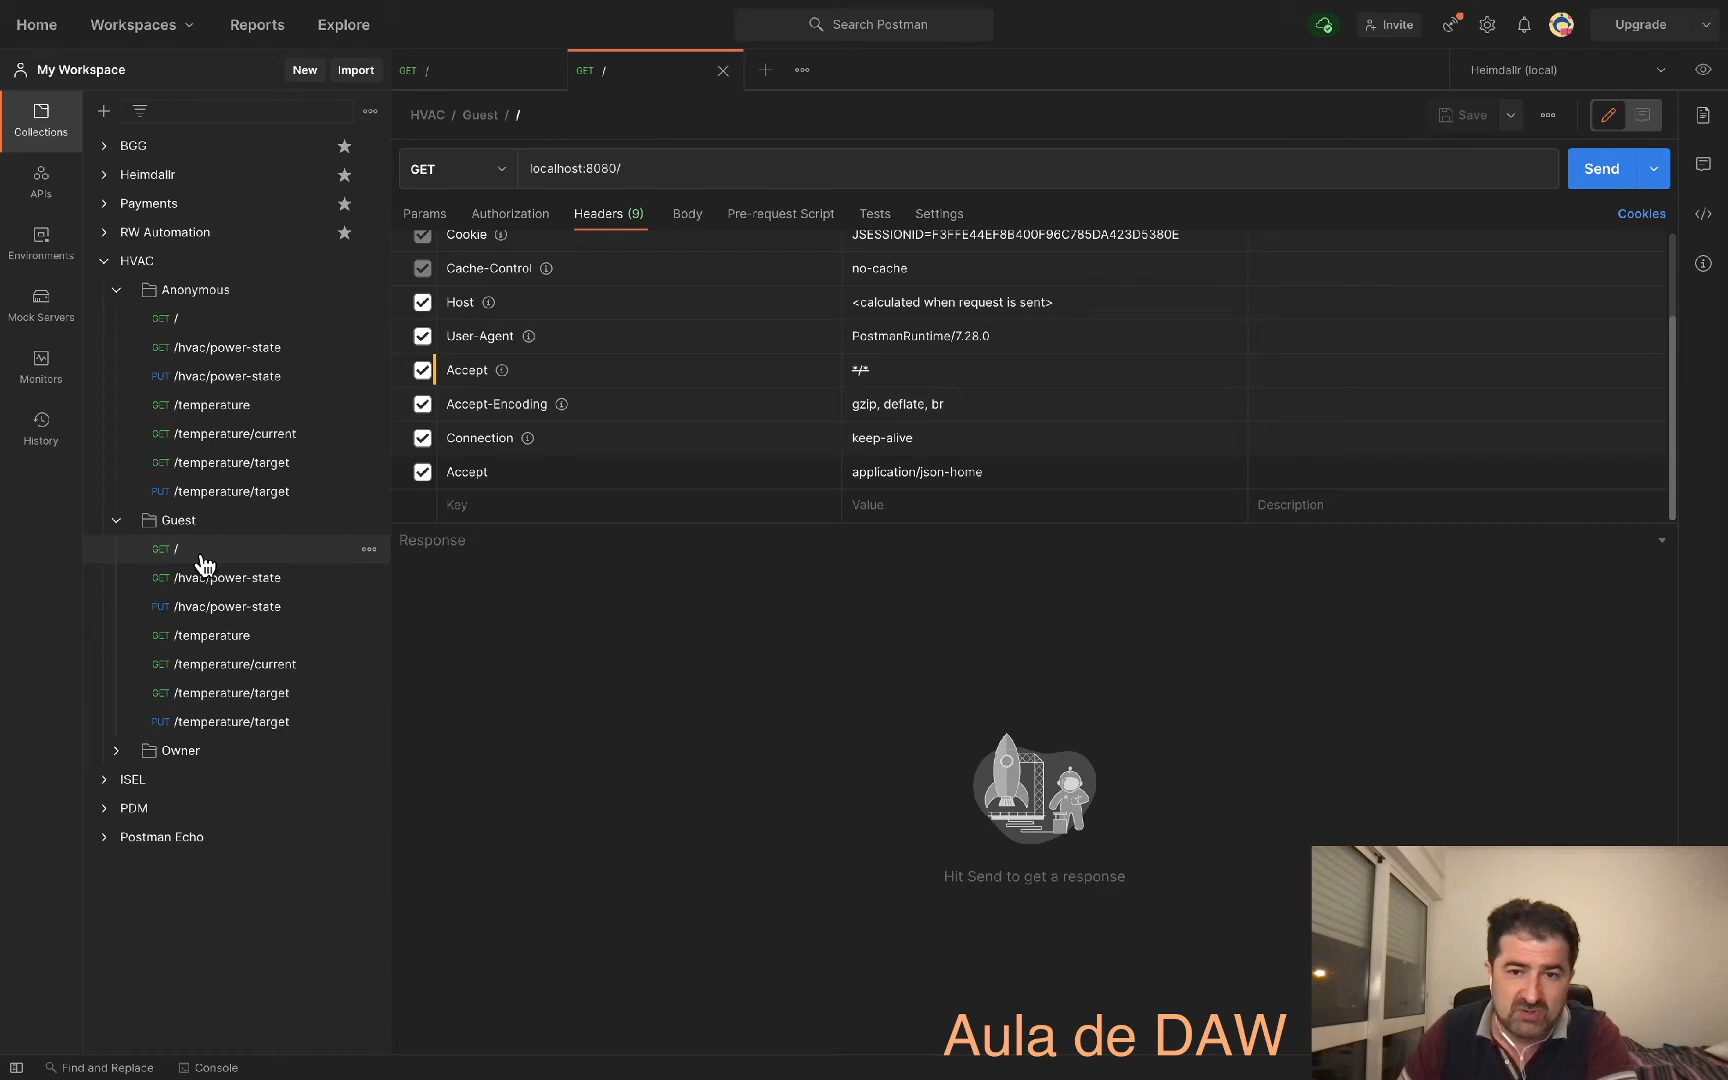 Home Workspaces Reports Explore Search Postman Invite Upgrade
My Workspace New Import GET / GET / Heimdallr (local)
Collections
APIs
Environments
Mock Servers
Monitors
History
BGG
Heimdallr
Payments
RW Automation
HVAC
Anonymous
GET /
GET /hvac/power-state
PUT /hvac/power-state
GET /temperature
GET /temperature/current
GET /temperature/target
PUT /temperature/target
Guest
GET /
GET /hvac/power-state
PUT /hvac/power-state
GET /temperature
GET /temperature/current
GET /temperature/target
PUT /temperature/target
Owner
ISEL
PDM
Postman Echo
HVAC / Guest / / Save
GET localhost:8080/ Send
Params Authorization Headers (9) Body Pre-request Script Tests Settings Cookies
Cookie JSESSIONID=F3FFE44EF8B400F96C785DA423D5380E
Cache-Control no-cache
Host <calculated when request is sent>
User-Agent PostmanRuntime/7.28.0
Accept */*
Accept-Encoding gzip, deflate, br
Connection keep-alive
Accept application/json-home
Key Value Description
Response
Hit Send to get a response
Aula de DAW
Find and Replace Console